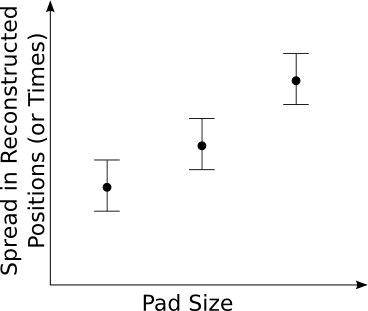 Spread in Reconstructed
Positions (or Times)
Pad Size